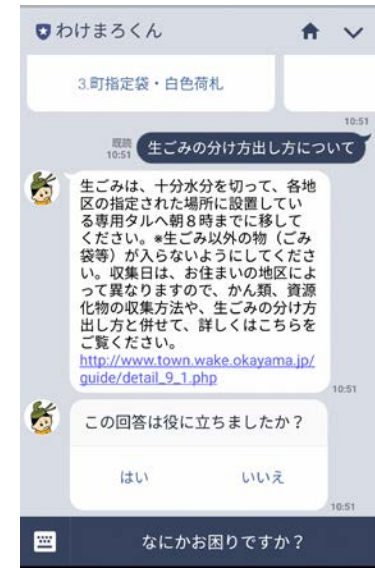 わけまろくん
3.町指定袋・白色荷札
10:51
既読
10:51
生ごみの分け方出し方について
生ごみは、十分水分を切って、各地
区の指定された場所に設置してい
る専用タルへ朝８時までに移して
ください。※生ごみ以外の物（ごみ
袋等）が入らないようにしてくださ
い。収集日は、お住まいの地区によ
って異なりますので、かん類、資源
化物の収集方法や、生ごみの分け方
出し方と併せて、詳しくはこちらを
ご覧ください。
http://www.town.wake.okayama.jp/
guide/detail_9_1.php
10:51
この回答は役に立ちましたか？
はい いいえ
10:51
なにかお困りですか？